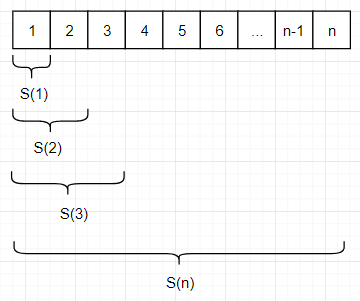 1 2 3 4 5 6 ... n-1 n
S(1)
S(2)
S(3)
S(n)